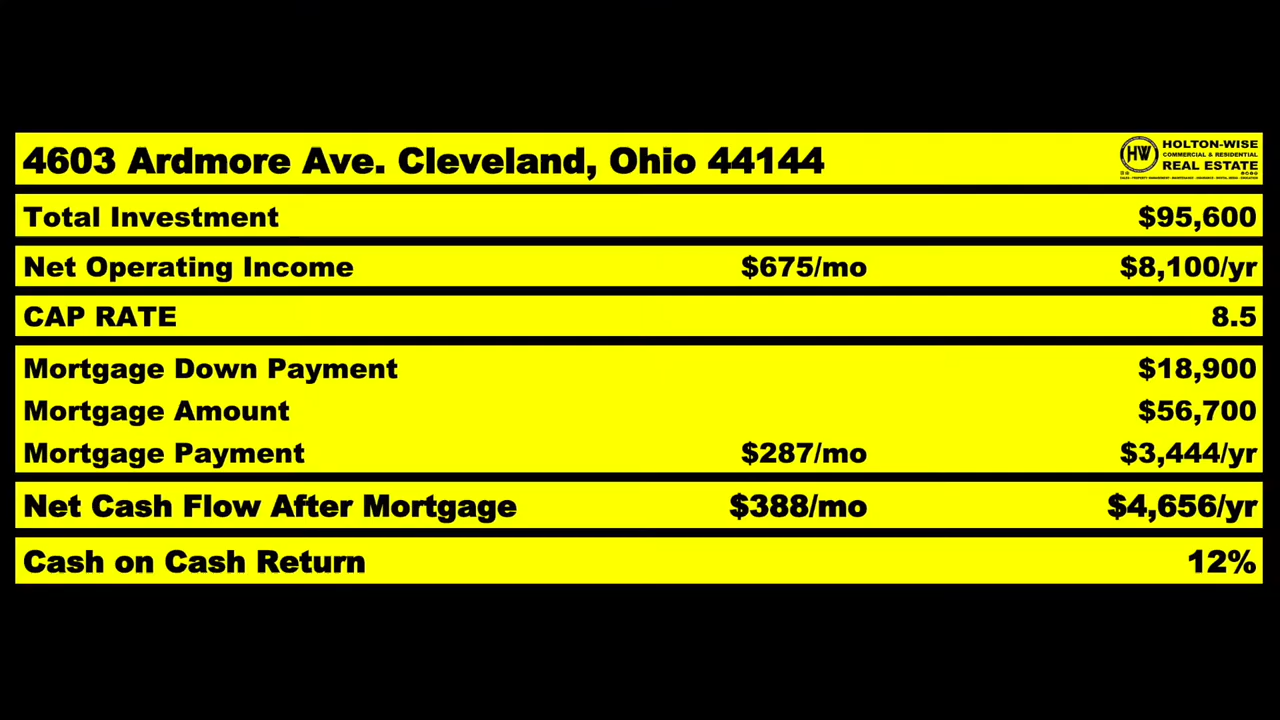 4603 Ardmore Ave. Cleveland, Ohio 44144
HW
HOLTON-WISE
COMMERCIAL & RESIDENTIAL
REAL ESTATE
Total Investment $95,600
Net Operating Income $675/mo $8,100/yr
CAP RATE 8.5
Mortgage Down Payment $18,900
Mortgage Amount $56,700
Mortgage Payment $287/mo $3,444/yr
Net Cash Flow After Mortgage $388/mo $4,656/yr
Cash on Cash Return 12%